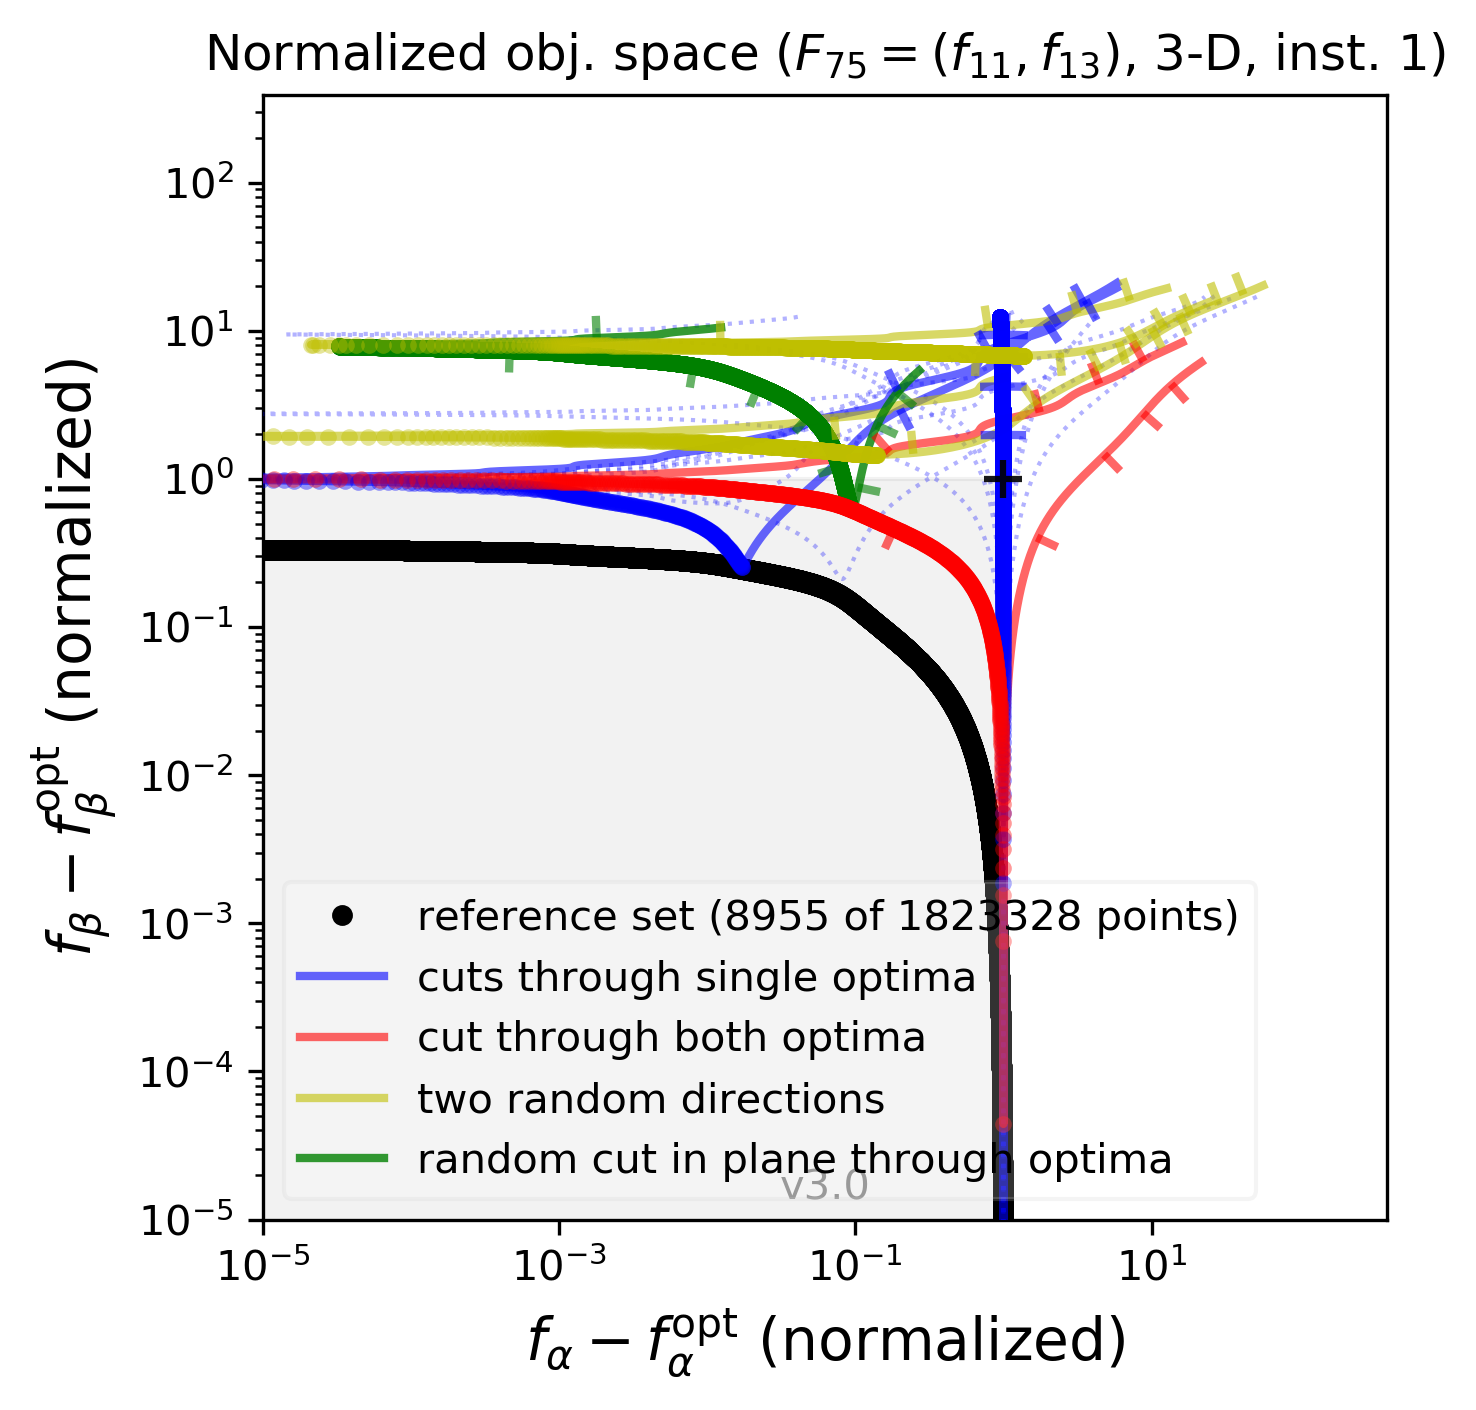 Normalized obj. space (F₇₅ = (f₁₁, f₁₃), 3-D, inst. 1)
f_β − f_β^opt (normalized)
10²
10¹
10⁰
10⁻¹
10⁻²
10⁻³
10⁻⁴
10⁻⁵
reference set (8955 of 1823328 points)
cuts through single optima
cut through both optima
two random directions
random cut in plane through optima
v3.0
10⁻⁵ 10⁻³ 10⁻¹ 10¹
f_α − f_α^opt (normalized)